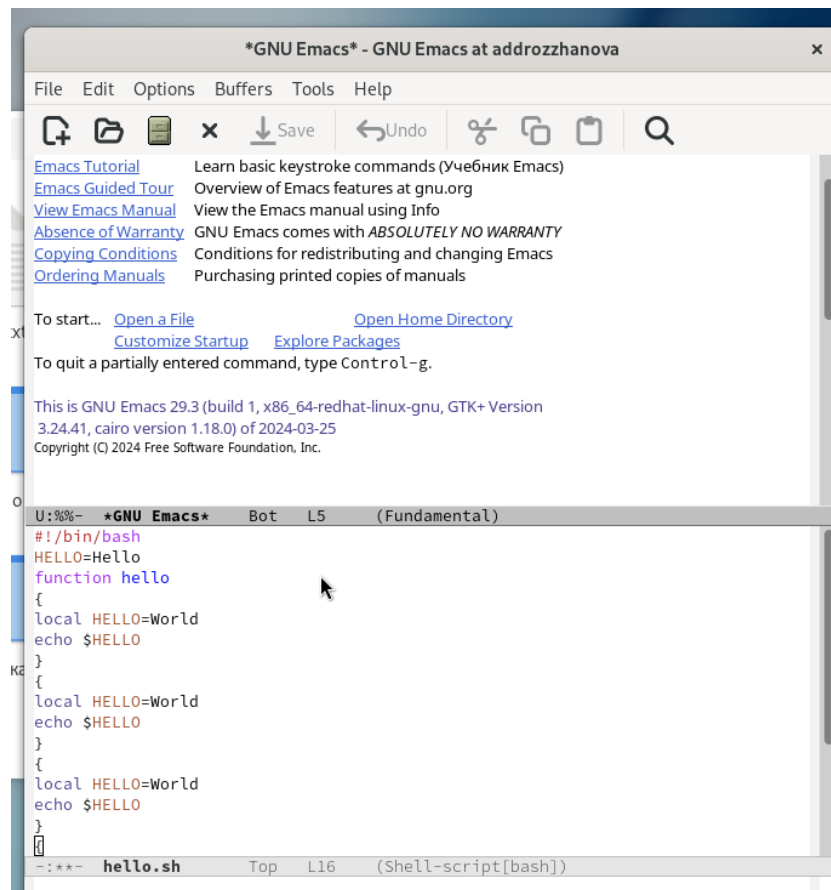 *GNU Emacs* - GNU Emacs at addrozzhanova ×
File Edit Options Buffers Tools Help
Save Undo
Emacs Tutorial Learn basic keystroke commands (Учебник Emacs)
Emacs Guided Tour Overview of Emacs features at gnu.org
View Emacs Manual View the Emacs manual using Info
Absence of Warranty GNU Emacs comes with ABSOLUTELY NO WARRANTY
Copying Conditions Conditions for redistributing and changing Emacs
Ordering Manuals Purchasing printed copies of manuals
To start... Open a File Open Home Directory
Customize Startup Explore Packages
To quit a partially entered command, type Control-g.
This is GNU Emacs 29.3 (build 1, x86_64-redhat-linux-gnu, GTK+ Version
3.24.41, cairo version 1.18.0) of 2024-03-25
Copyright (C) 2024 Free Software Foundation, Inc.
U:%%- *GNU Emacs* Bot L5 (Fundamental)
#!/bin/bash
HELLO=Hello
function hello
{
local HELLO=World
echo $HELLO
}
{
local HELLO=World
echo $HELLO
}
{
local HELLO=World
echo $HELLO
}
{
-:**- hello.sh Top L16 (Shell-script[bash])